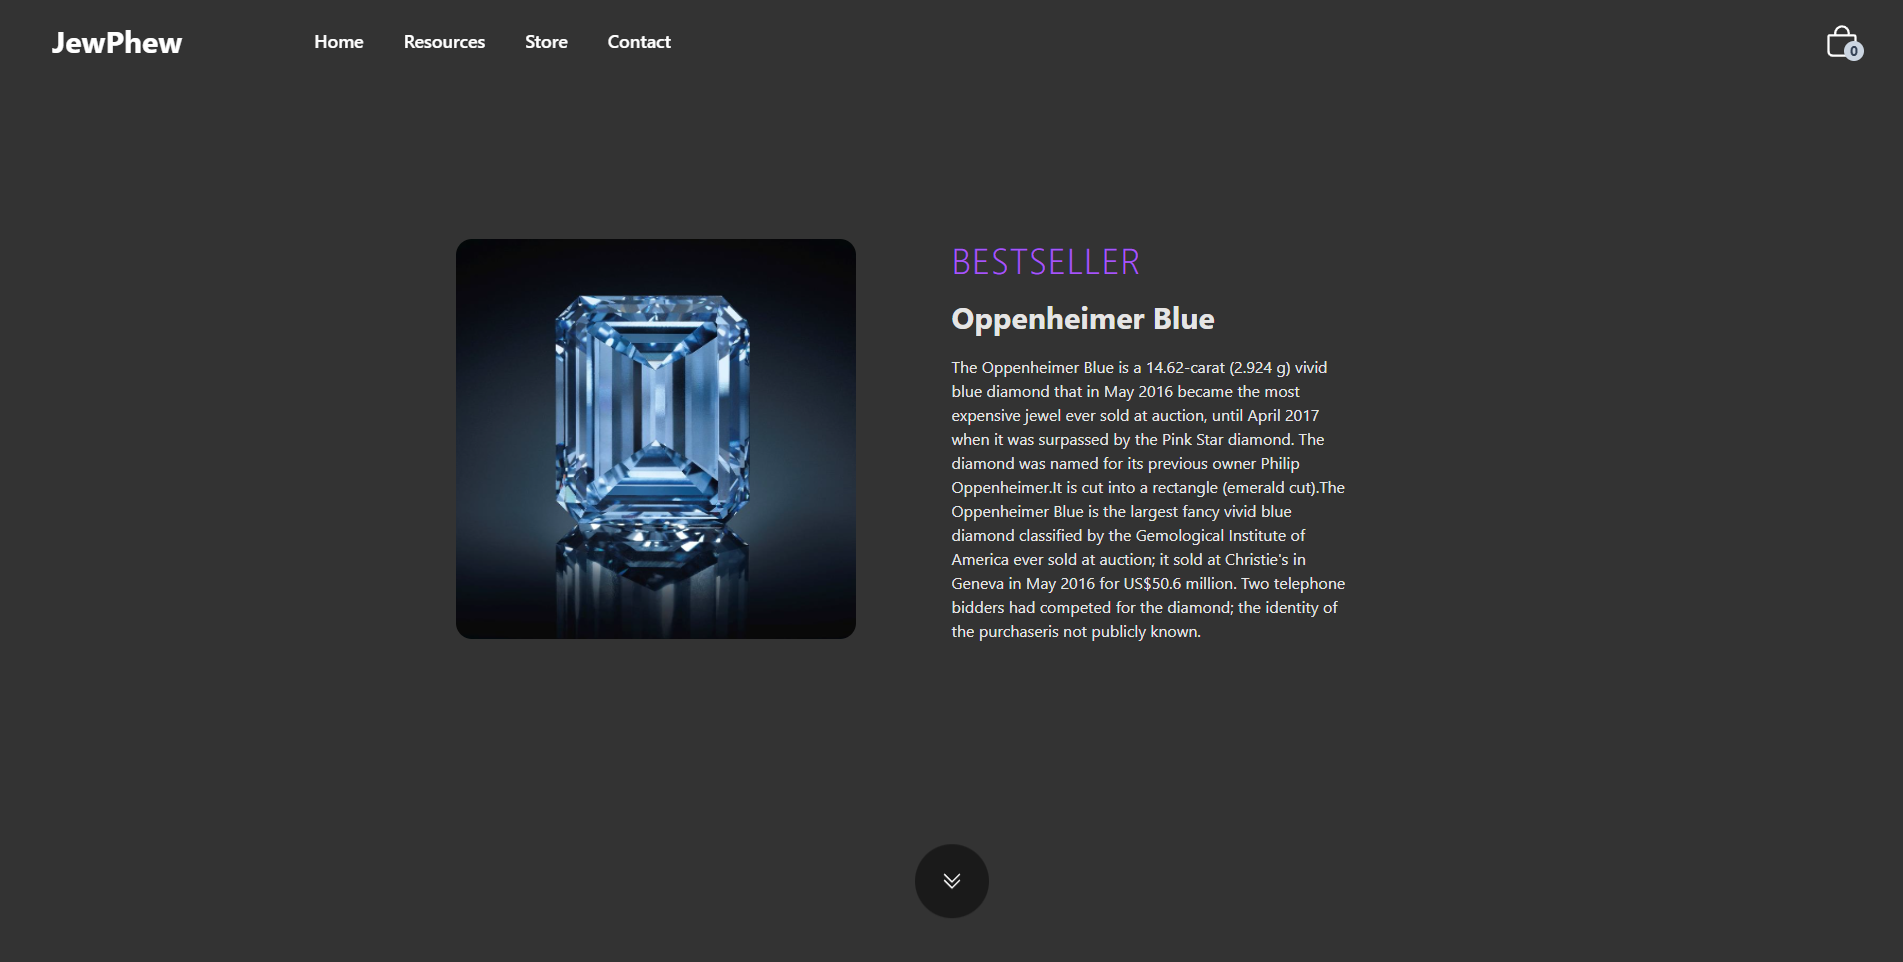 JewPhew
Home
Resources
Store
Contact
0
BESTSELLER
Oppenheimer Blue
The Oppenheimer Blue is a 14.62-carat (2.924 g) vivid
blue diamond that in May 2016 became the most
expensive jewel ever sold at auction, until April 2017
when it was surpassed by the Pink Star diamond. The
diamond was named for its previous owner Philip
Oppenheimer.It is cut into a rectangle (emerald cut).The
Oppenheimer Blue is the largest fancy vivid blue
diamond classified by the Gemological Institute of
America ever sold at auction; it sold at Christie's in
Geneva in May 2016 for US$50.6 million. Two telephone
bidders had competed for the diamond; the identity of
the purchaseris not publicly known.